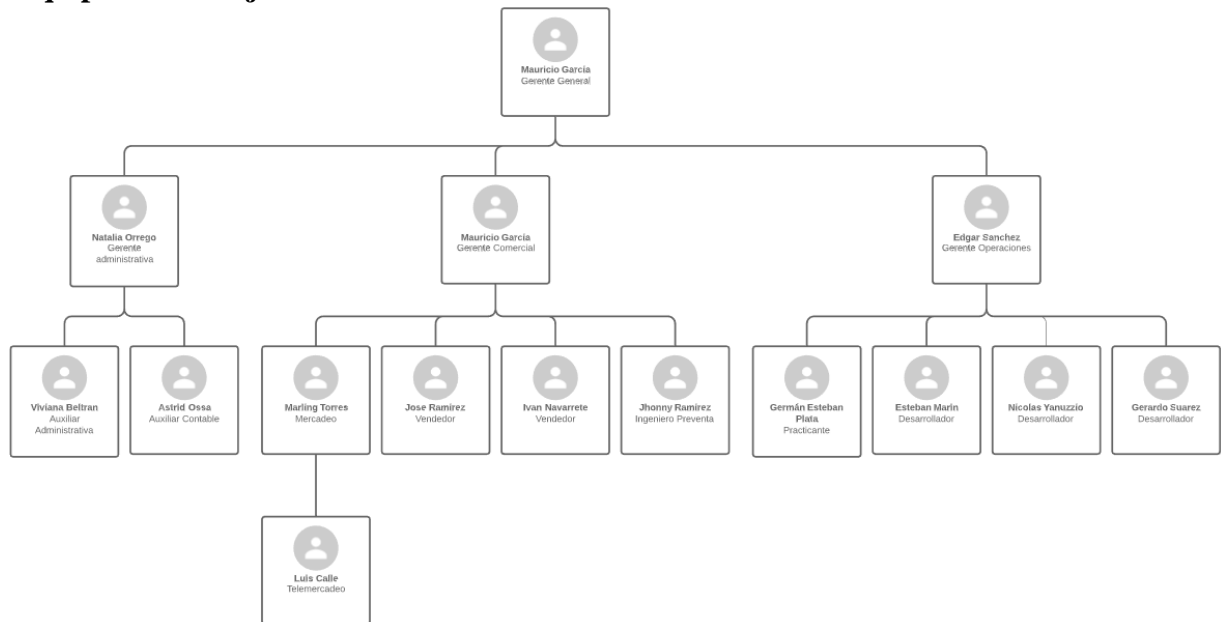 Mauricio García
Gerente General
Natalia Orrego
Gerente
administrativa
Mauricio García
Gerente Comercial
Edgar Sanchez
Gerente Operaciones
Viviana Beltran
Auxiliar
Administrativa
Astrid Ossa
Auxiliar Contable
Marling Torres
Mercadeo
Jose Ramirez
Vendedor
Ivan Navarrete
Vendedor
Jhonny Ramírez
Ingeniero Preventa
Germán Esteban
Plata
Practicante
Esteban Marin
Desarrollador
Nicolas Yanuzzio
Desarrollador
Gerardo Suarez
Desarrollador
Luis Calle
Telemercadeo